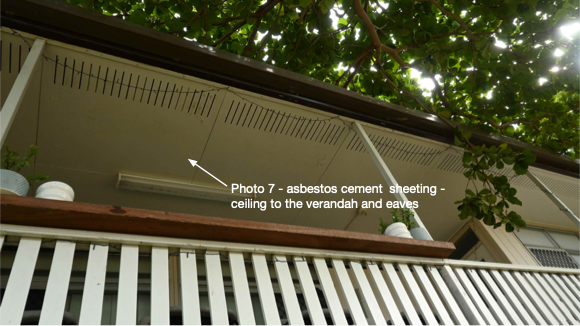 Photo 7 - asbestos cement sheeting -
ceiling to the verandah and eaves